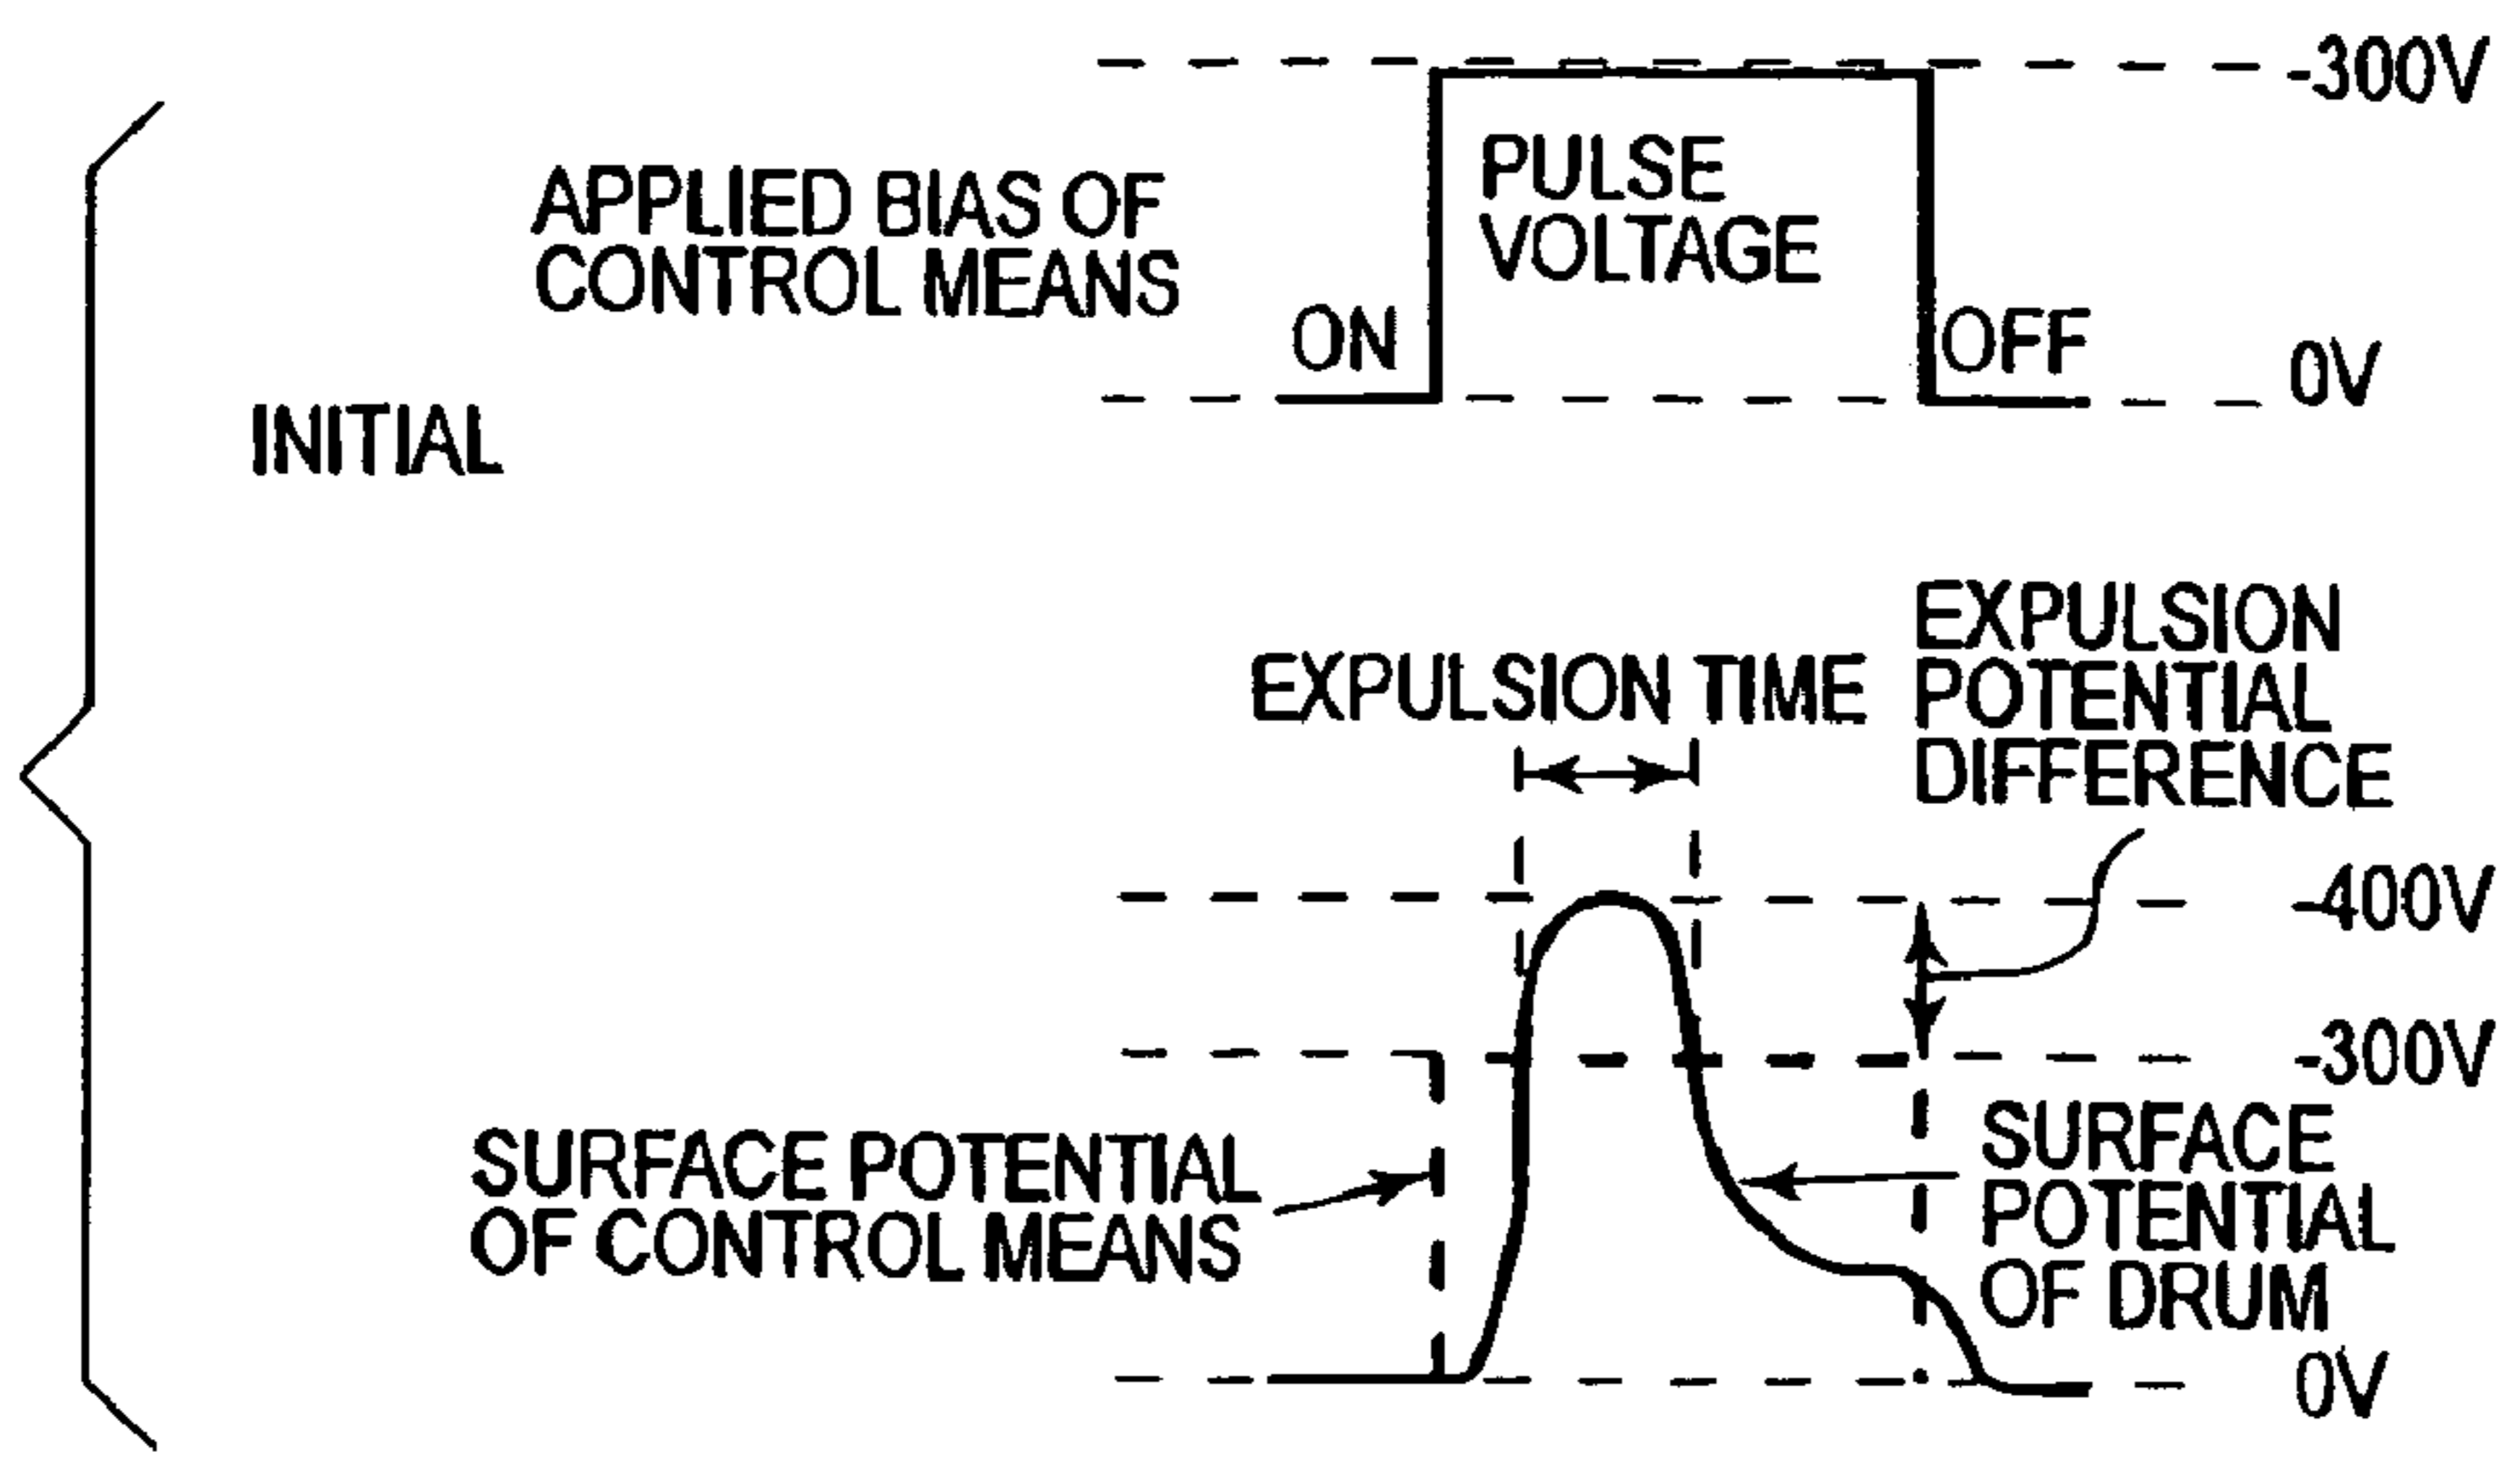 -300V
APPLIED BIAS OF
CONTROL MEANS
PULSE
VOLTAGE
ON
OFF
0V
INITIAL
EXPULSION TIME
EXPULSION
POTENTIAL
DIFFERENCE
-400V
-300V
SURFACE POTENTIAL
OF CONTROL MEANS
SURFACE
POTENTIAL
OF DRUM
0V